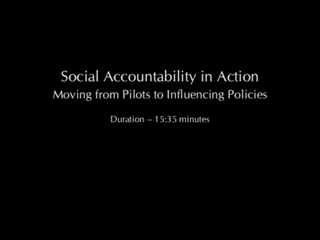 Social Accountability in Action
Moving from Pilots to Influencing Policies
Duration – 15:35 minutes